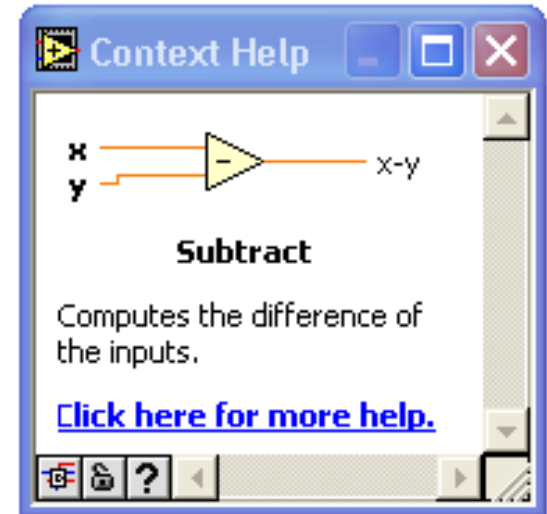 Context Help
x
y
x-y
Subtract
Computes the difference of
the inputs.
Click here for more help.
?